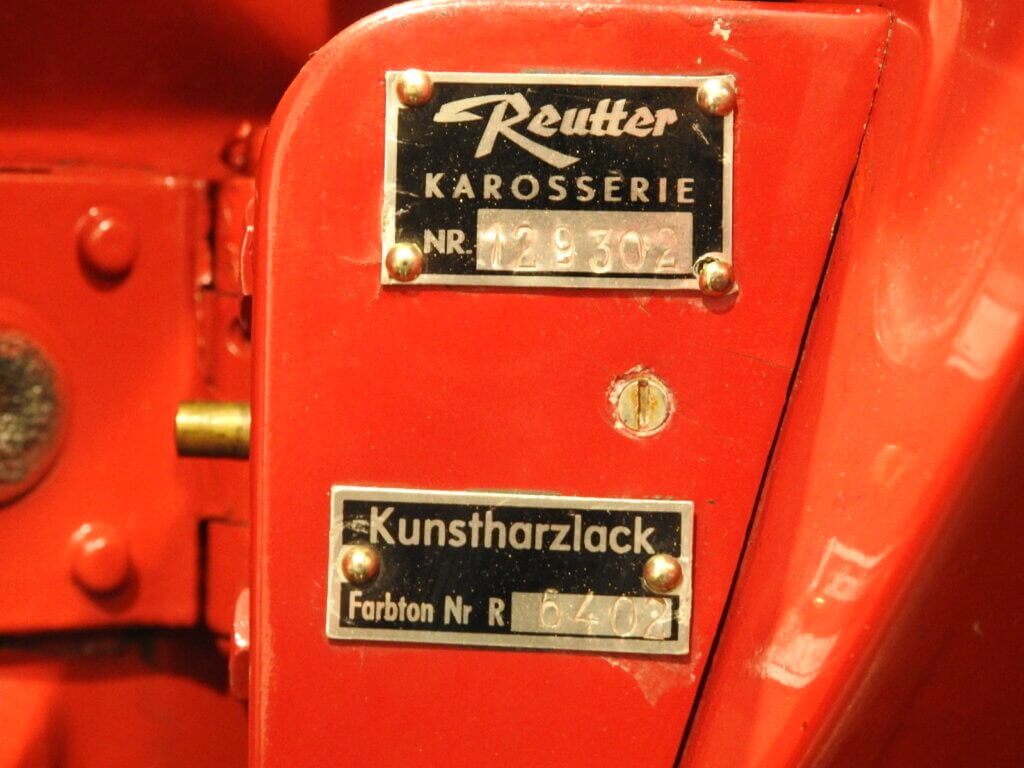 Reutter
KAROSSERIE
NR. 129302
Kunstharzlack
Farbton Nr R 6402